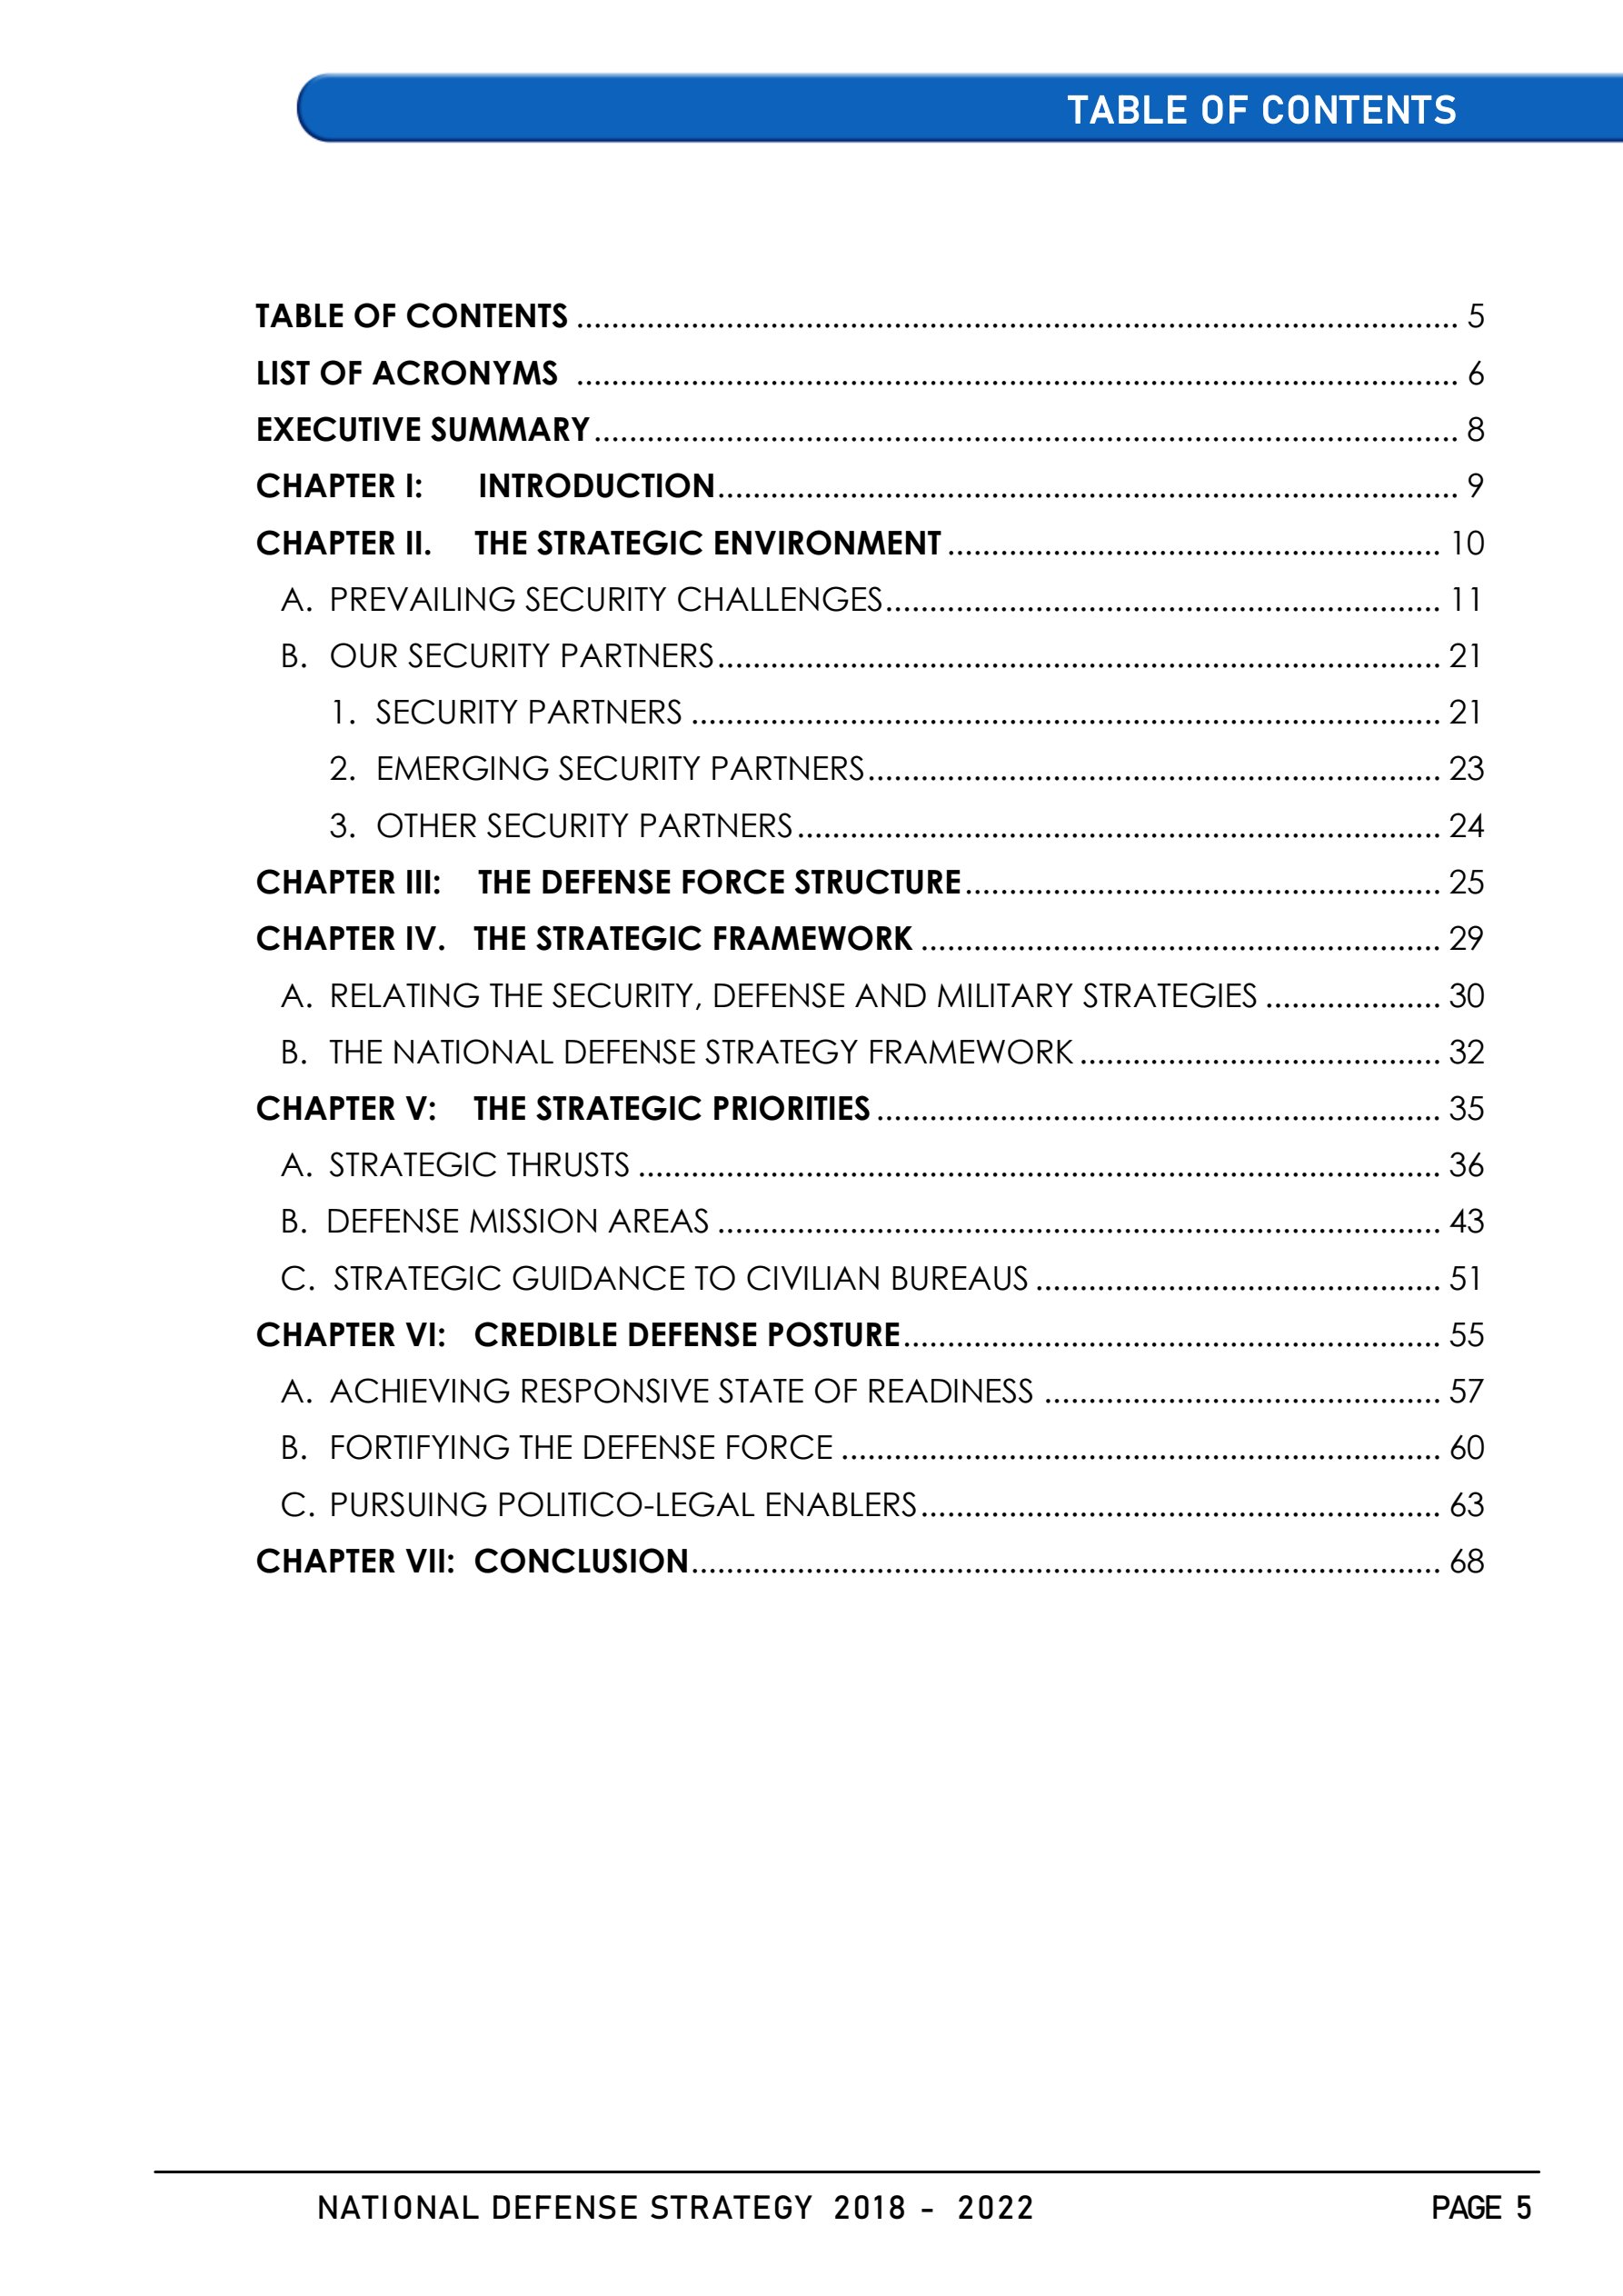 TABLE OF CONTENTS
TABLE OF CONTENTS ........ 5
LIST OF ACRONYMS ........ 6
EXECUTIVE SUMMARY ........ 8
CHAPTER I: INTRODUCTION ........ 9
CHAPTER II. THE STRATEGIC ENVIRONMENT ........ 10
A. PREVAILING SECURITY CHALLENGES ........ 11
B. OUR SECURITY PARTNERS ........ 21
1. SECURITY PARTNERS ........ 21
2. EMERGING SECURITY PARTNERS ........ 23
3. OTHER SECURITY PARTNERS ........ 24
CHAPTER III: THE DEFENSE FORCE STRUCTURE ........ 25
CHAPTER IV. THE STRATEGIC FRAMEWORK ........ 29
A. RELATING THE SECURITY, DEFENSE AND MILITARY STRATEGIES ........ 30
B. THE NATIONAL DEFENSE STRATEGY FRAMEWORK ........ 32
CHAPTER V: THE STRATEGIC PRIORITIES ........ 35
A. STRATEGIC THRUSTS ........ 36
B. DEFENSE MISSION AREAS ........ 43
C. STRATEGIC GUIDANCE TO CIVILIAN BUREAUS ........ 51
CHAPTER VI: CREDIBLE DEFENSE POSTURE ........ 55
A. ACHIEVING RESPONSIVE STATE OF READINESS ........ 57
B. FORTIFYING THE DEFENSE FORCE ........ 60
C. PURSUING POLITICO-LEGAL ENABLERS ........ 63
CHAPTER VII: CONCLUSION ........ 68
NATIONAL DEFENSE STRATEGY 2018 - 2022 PAGE 5